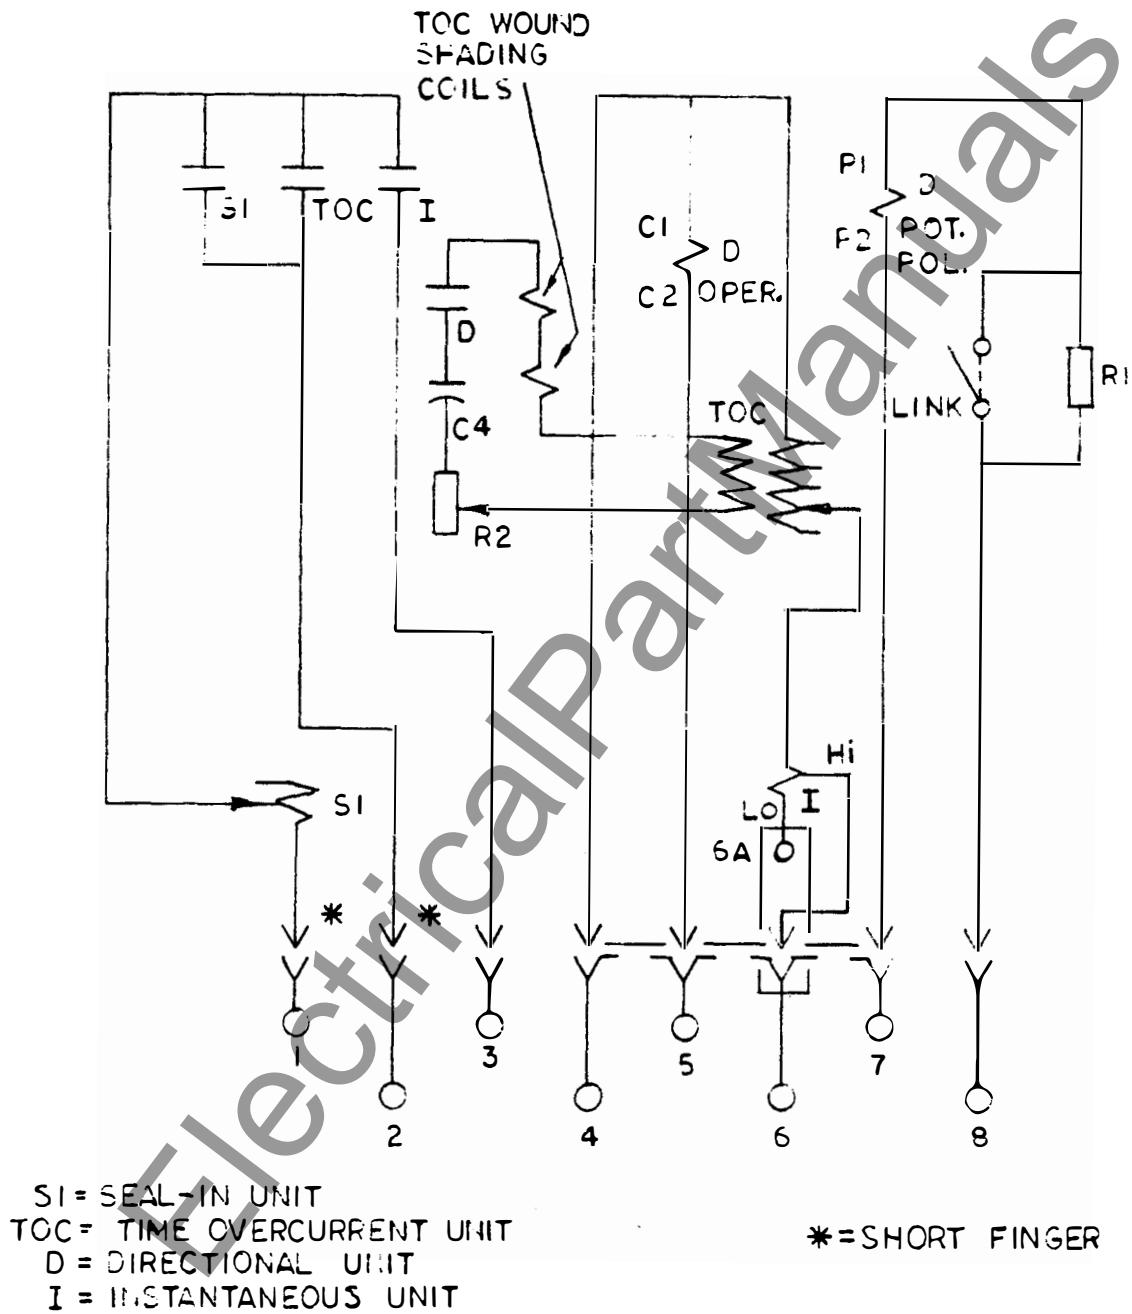 TOC WOUND
SHADING
COILS
SI
TOC
I
P1
D
P2
POT.
POL.
C1
D
C2
OPER.
D
C4
R2
TOC
LINK
R1
Hi
SI
LO
I
6A
*
*
1
2
3
4
5
6
7
8
SI = SEAL-IN UNIT
TOC = TIME OVERCURRENT UNIT
D = DIRECTIONAL UNIT
I = INSTANTANEOUS UNIT
* = SHORT FINGER
ElectricalPartManuals